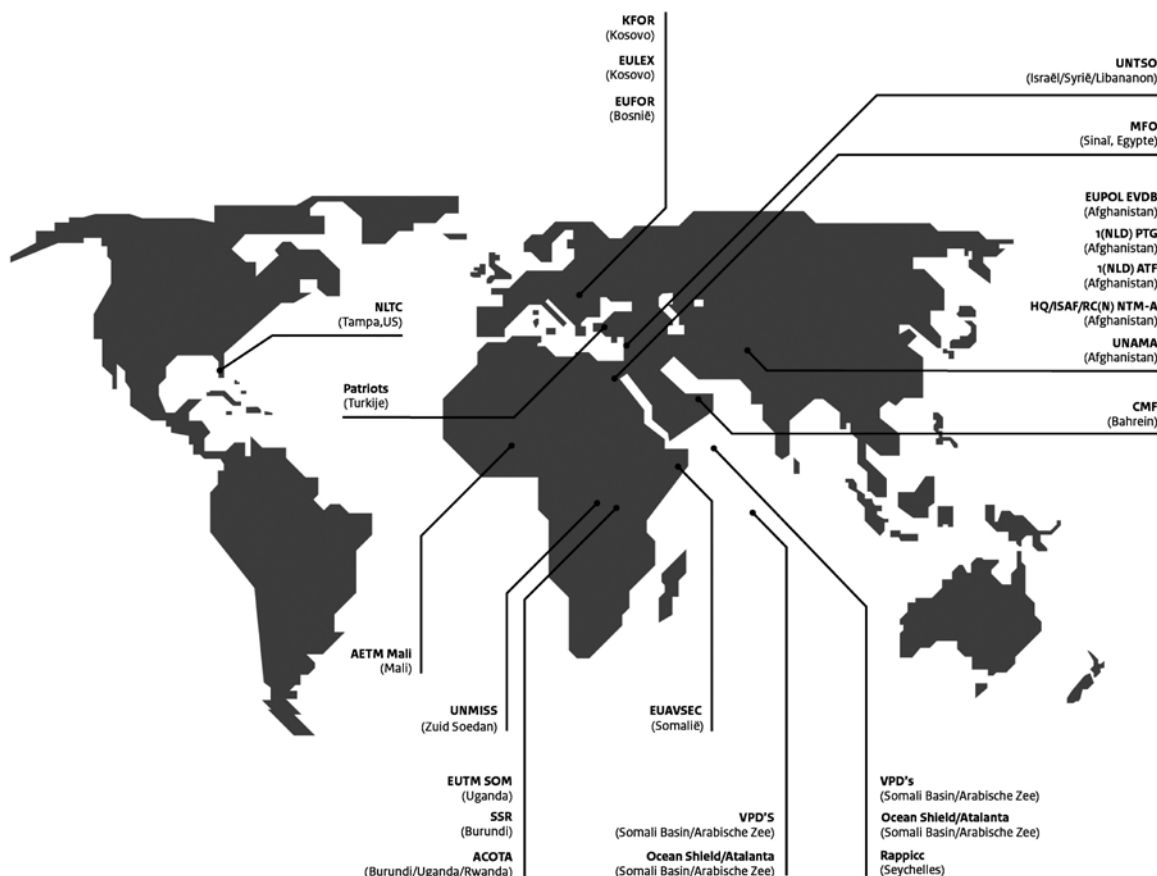 KFOR
(Kosovo)
EULEX
(Kosovo)
EUFOR
(Bosnië)
UNTSO
(Israël/Syrië/Libananon)
MFO
(Sinaï, Egypte)
EUPOL EVDB
(Afghanistan)
1(NLD) PTG
(Afghanistan)
1(NLD) ATF
(Afghanistan)
HQ/ISAF/RC(N) NTM-A
(Afghanistan)
UNAMA
(Afghanistan)
CMF
(Bahrein)
NLTC
(Tampa,US)
Patriots
(Turkije)
AETM Mali
(Mali)
UNMISS
(Zuid Soedan)
EUAVSEC
(Somalië)
EUTM SOM
(Uganda)
SSR
(Burundi)
ACOTA
(Burundi/Uganda/Rwanda)
VPD'S
(Somali Basin/Arabische Zee)
Ocean Shield/Atalanta
(Somali Basin/Arabische Zee)
VPD's
(Somali Basin/Arabische Zee)
Ocean Shield/Atalanta
(Somali Basin/Arabische Zee)
Rappicc
(Seychelles)